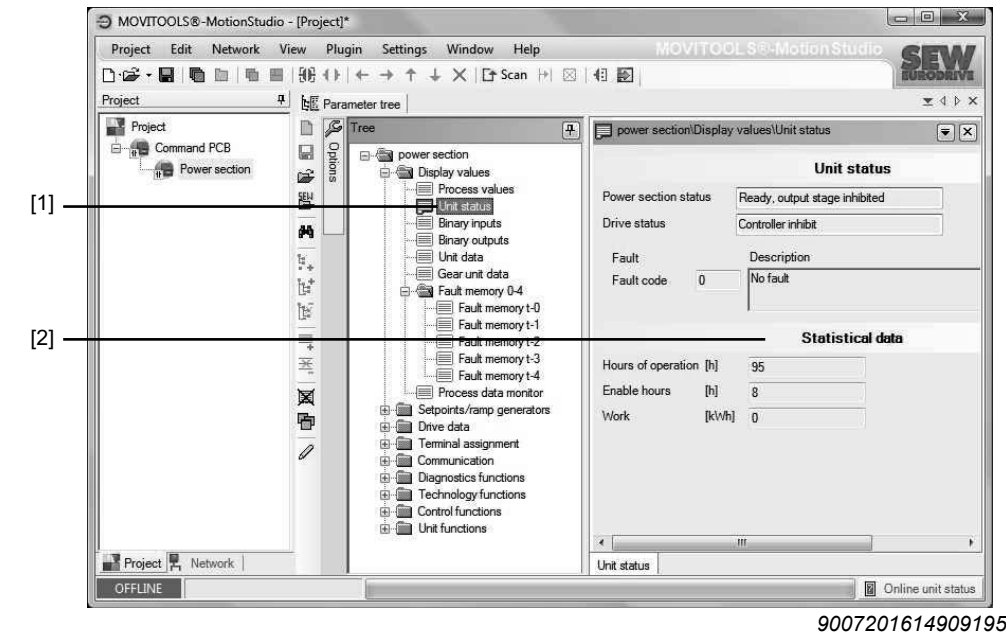 MOVITOOLS®-MotionStudio - [Project]*
Project Edit Network View Plugin Settings Window Help
MOVITOOLS®-MotionStudio
SEW
EURODRIVE
Scan
Project
Parameter tree
Project
Command PCB
Power section
Options
SEW
Tree
power section
Display values
Process values
[1]
Unit status
Binary inputs
Binary outputs
Unit data
Gear unit data
Fault memory 0-4
Fault memory t-0
Fault memory t-1
[2]
Fault memory t-2
Fault memory t-3
Fault memory t-4
Process data monitor
Setpoints/ramp generators
Drive data
Terminal assignment
Communication
Diagnostics functions
Technology functions
Control functions
Unit functions
power section\Display values\Unit status
Unit status
Power section status Ready, output stage inhibited
Drive status Controller inhibit
Fault Description
Fault code 0 No fault
Statistical data
Hours of operation [h] 95
Enable hours [h] 8
Work [kWh] 0
Project Network
Unit status
OFFLINE
Online unit status
9007201614909195